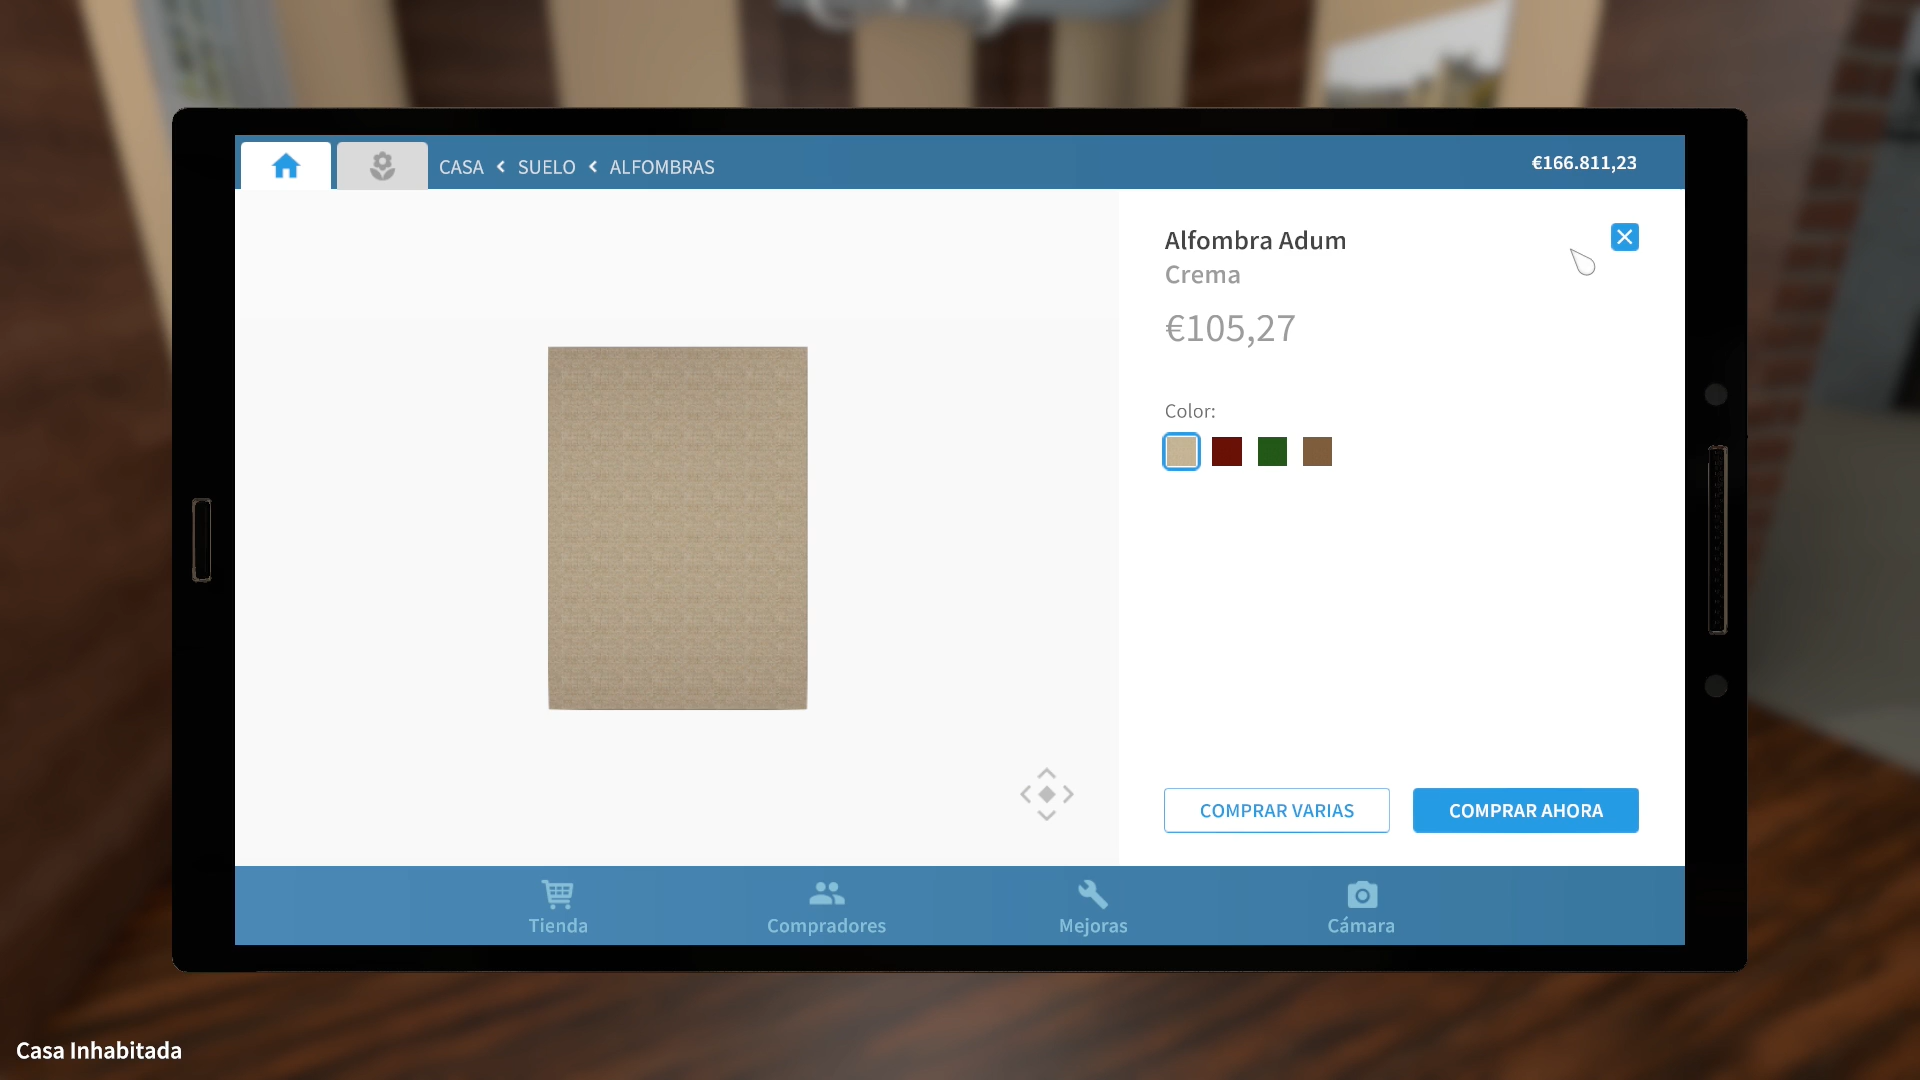 CASA < SUELO < ALFOMBRAS
€166.811,23
Alfombra Adum
Crema
€105,27
Color:
COMPRAR VARIAS
COMPRAR AHORA
Tienda
Compradores
Mejoras
Cámara
Casa Inhabitada